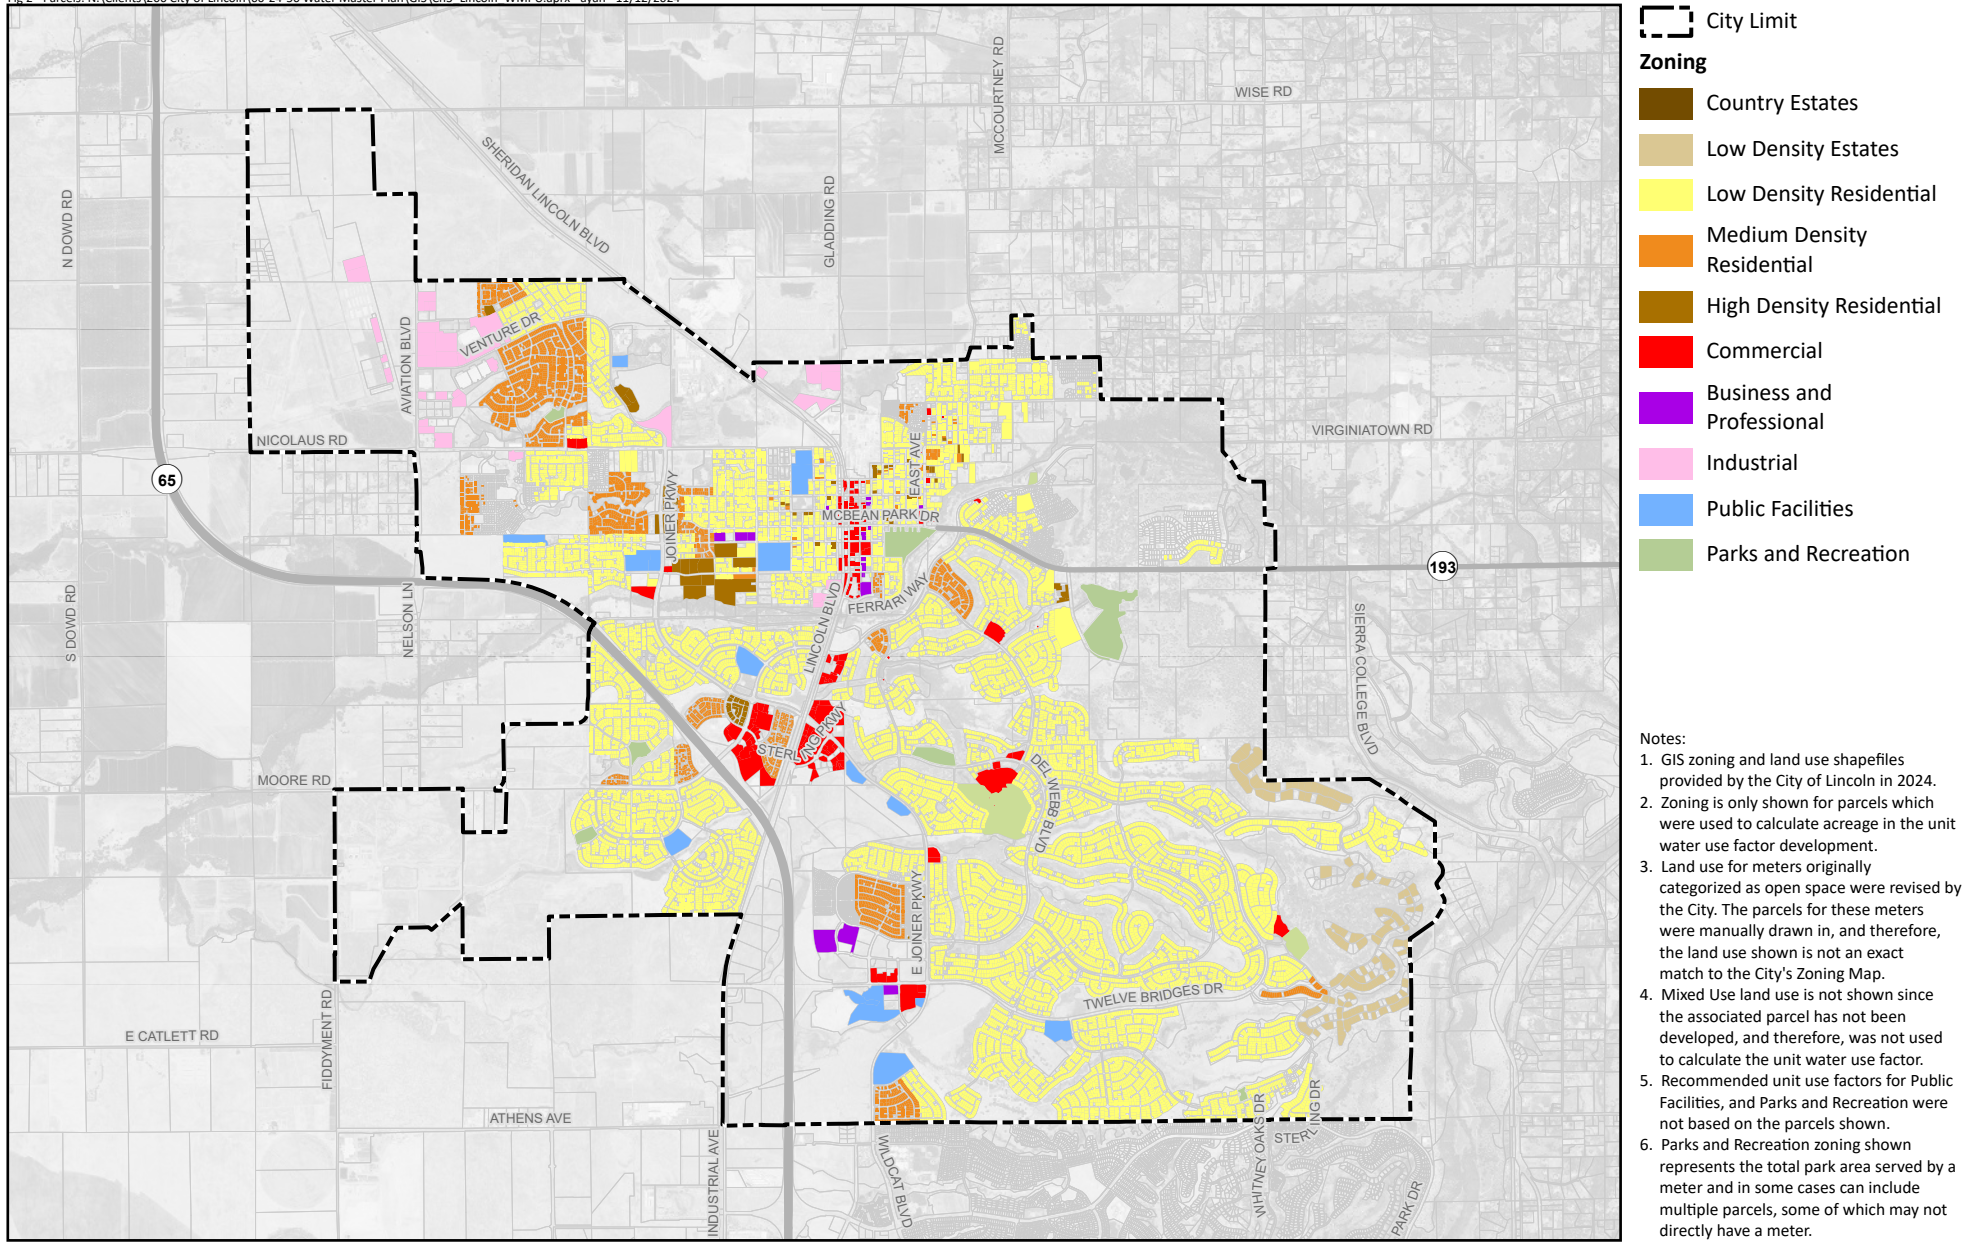 City Limit
Zoning
Country Estates
Low Density Estates
Low Density Residential
Medium Density
Residential
High Density Residential
Commercial
Business and
Professional
Industrial
Public Facilities
Parks and Recreation
Notes:
1. GIS zoning and land use shapefiles
provided by the City of Lincoln in 2024.
2. Zoning is only shown for parcels which
were used to calculate acreage in the unit
water use factor development.
3. Land use for meters originally
categorized as open space were revised by
the City. The parcels for these meters
were manually drawn in, and therefore,
the land use shown is not an exact
match to the City's Zoning Map.
4. Mixed Use land use is not shown since
the associated parcel has not been
developed, and therefore, was not used
to calculate the unit water use factor.
5. Recommended unit use factors for Public
Facilities, and Parks and Recreation were
not based on the parcels shown.
6. Parks and Recreation zoning shown
represents the total park area served by a
meter and in some cases can include
multiple parcels, some of which may not
directly have a meter.
WISE RD
MCCOURTNEY RD
SHERIDAN LINCOLN BLVD
GLADDING RD
N DOWD RD
AVIATION BLVD
VENTURE DR
NICOLAUS RD
VIRGINIATOWN RD
EAST AVE
65
JOINER PKWY
MCBEAN PARK DR
193
S DOWD RD
NELSON LN
FERRARI WAY
LINCOLN BLVD
SIERRA COLLEGE BLVD
STERLING PKWY
MOORE RD
DEL WEBB BLVD
E JOINER PKWY
TWELVE BRIDGES DR
E CATLETT RD
FIDDYMENT RD
ATHENS AVE
INDUSTRIAL AVE
WILDCAT BLVD
WHITNEY OAKS DR
STERLING DR
PARK DR